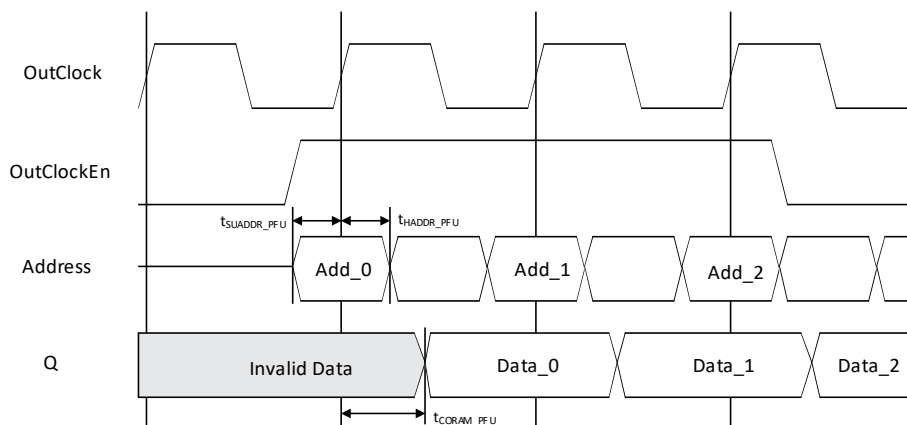 OutClock
OutClockEn
tSUADDR_PFU
tHADDR_PFU
Address
Add_0
Add_1
Add_2
Q
Invalid Data
Data_0
Data_1
Data_2
tCORAM_PFU